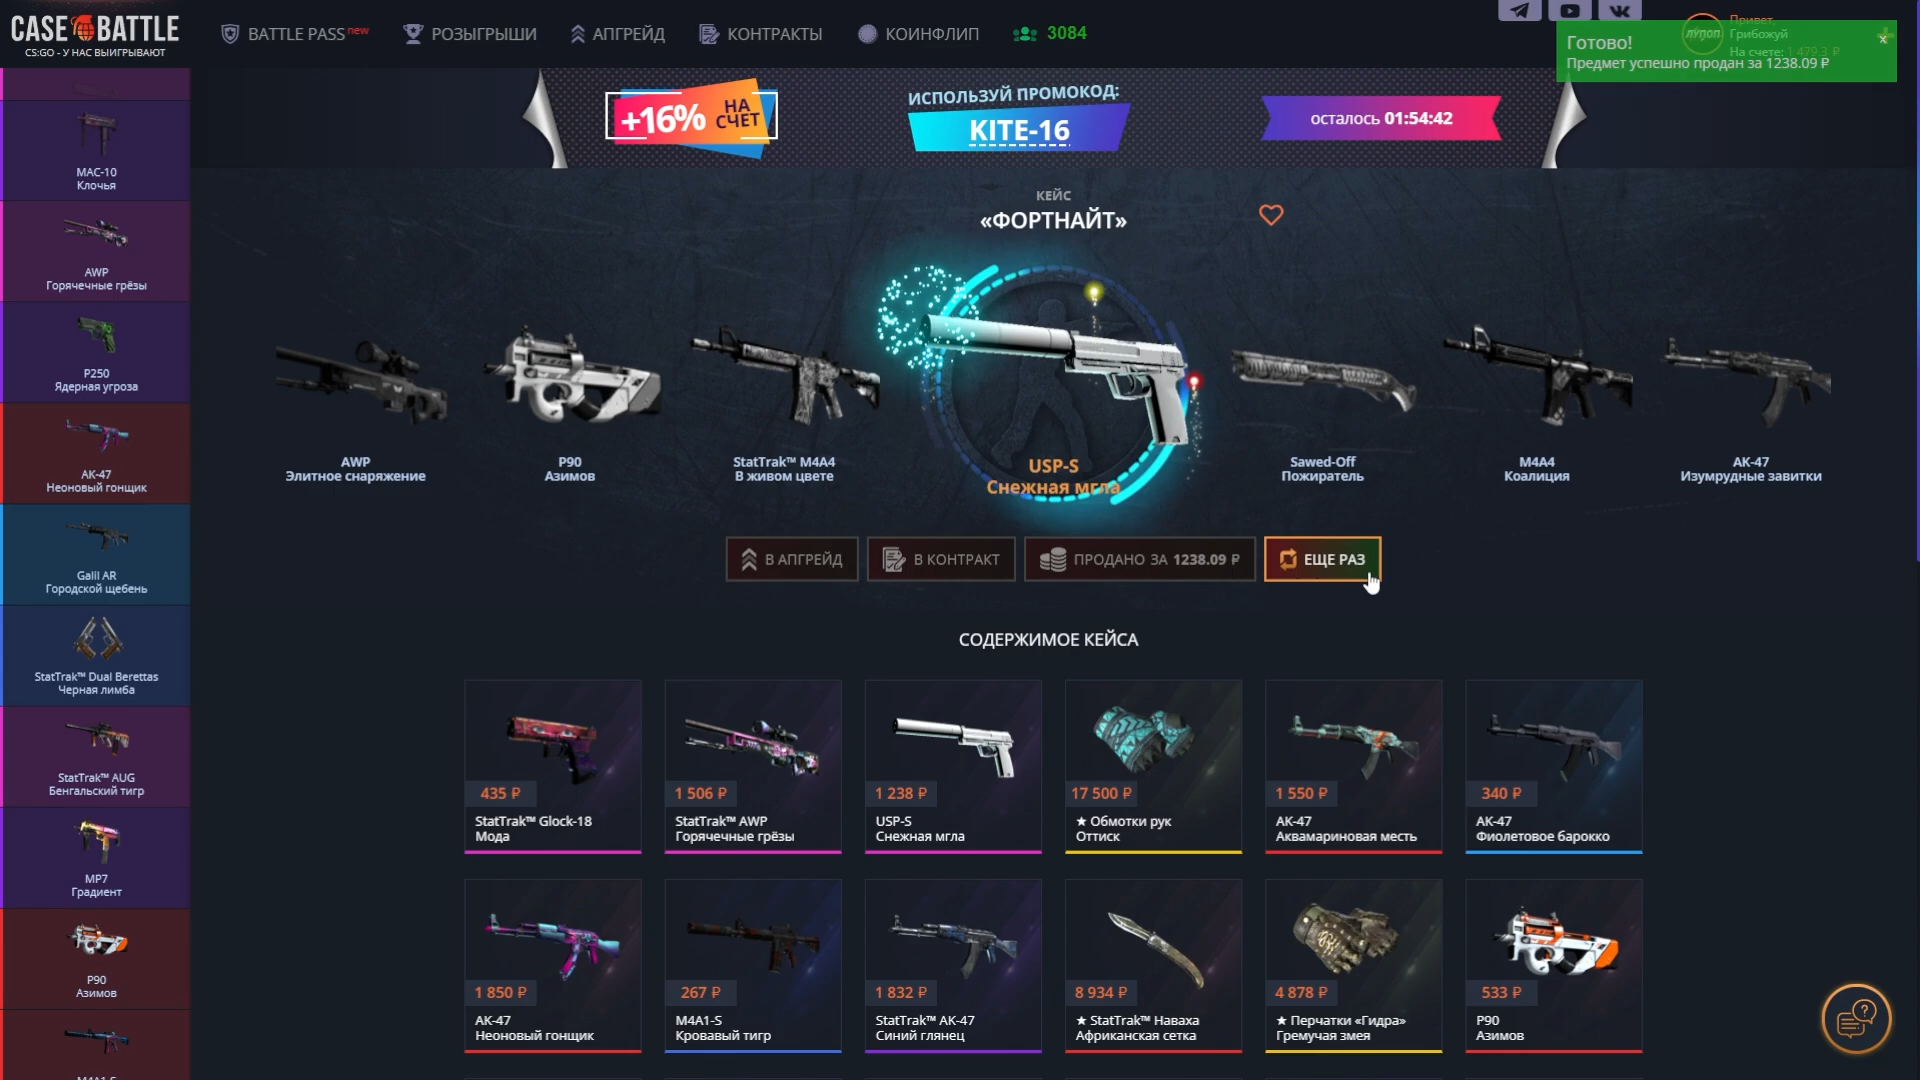 CASE BATTLE
CS:GO - У НАС ВЫИГРЫВАЮТ
BATTLE PASS new
РОЗЫГРЫШИ
АПГРЕЙД
КОНТРАКТЫ
КОИНФЛИП
3084
Привет,
Грибожуй
На счете: 1 479.3 ₽
Готово!
x
Предмет успешно продан за 1238.09 ₽
+16% НА СЧЕТ
ИСПОЛЬЗУЙ ПРОМОКОД:
KITE-16
осталось 01:54:42
КЕЙС
«ФОРТНАЙТ»
MAC-10
Клочья
AWP
Горячечные грёзы
P250
Ядерная угроза
AK-47
Неоновый гонщик
Galil AR
Городской щебень
StatTrak™ Dual Berettas
Черная лимба
StatTrak™ AUG
Бенгальский тигр
MP7
Градиент
P90
Азимов
AWP
Элитное снаряжение
P90
Азимов
StatTrak™ M4A4
В живом цвете
USP-S
Снежная мгла
Sawed-Off
Пожиратель
M4A4
Коалиция
AK-47
Изумрудные завитки
В АПГРЕЙД
В КОНТРАКТ
ПРОДАНО ЗА 1238.09 ₽
ЕЩЕ РАЗ
СОДЕРЖИМОЕ КЕЙСА
435 ₽
StatTrak™ Glock-18
Мода
1 506 ₽
StatTrak™ AWP
Горячечные грёзы
1 238 ₽
USP-S
Снежная мгла
17 500 ₽
★ Обмотки рук
Оттиск
1 550 ₽
AK-47
Аквамариновая месть
340 ₽
AK-47
Фиолетовое барокко
1 850 ₽
AK-47
Неоновый гонщик
267 ₽
M4A1-S
Кровавый тигр
1 832 ₽
StatTrak™ AK-47
Синий глянец
8 934 ₽
★ StatTrak™ Наваха
Африканская сетка
4 878 ₽
★ Перчатки «Гидра»
Гремучая змея
533 ₽
P90
Азимов